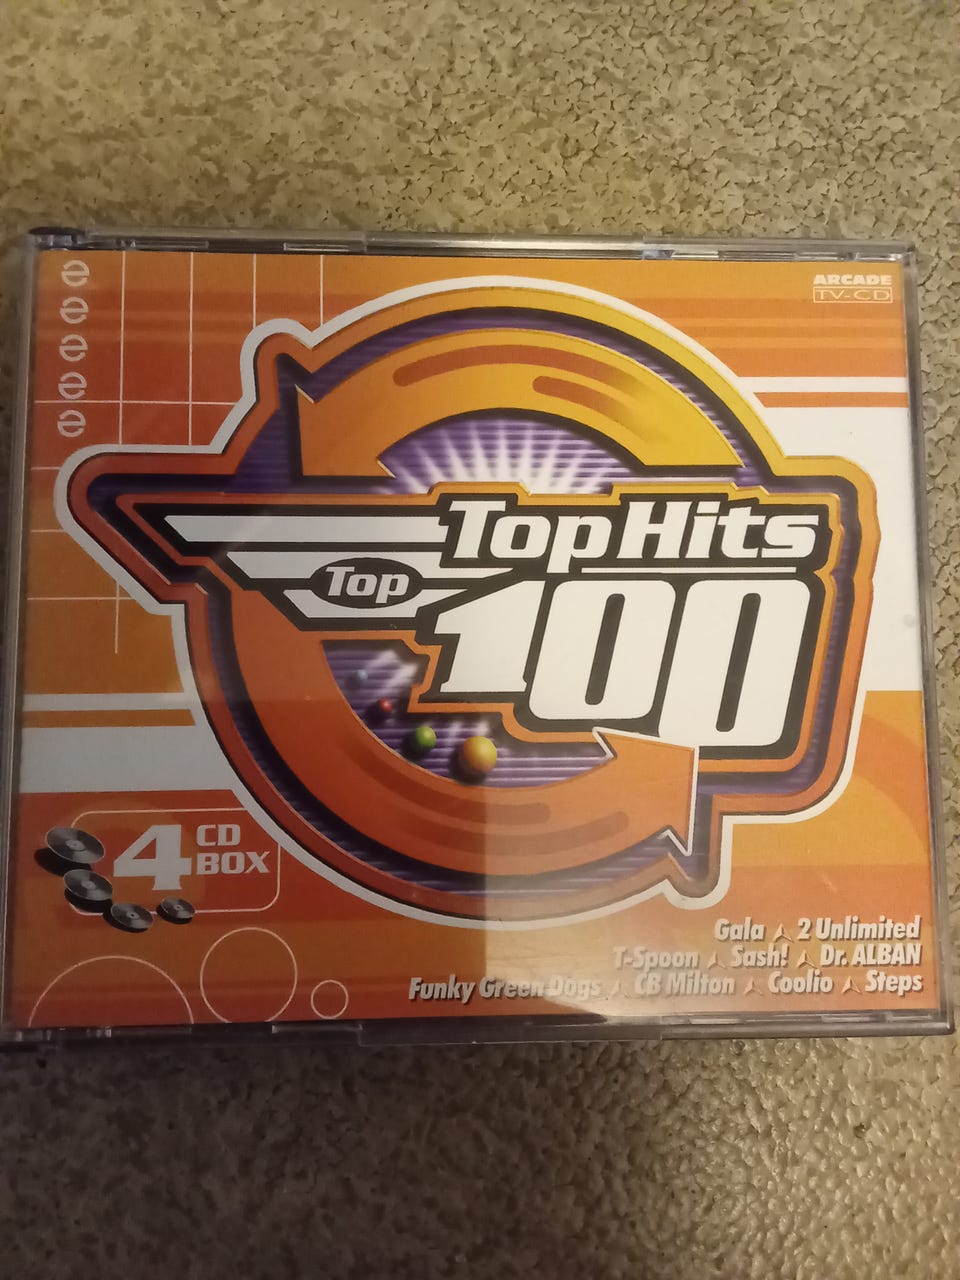 ARCADE
TV-CD
Top Hits
Top
100
4 CD
BOX
Gala 2 Unlimited
T-Spoon Sash! Dr. ALBAN
Funky Green Dogs CB Milton Coolio Steps